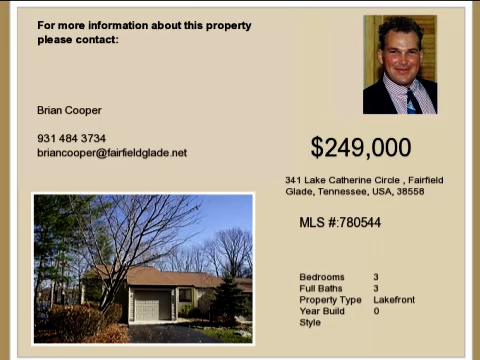 For more information about this property
please contact:
Brian Cooper
931 484 3734
briancooper@fairfieldglade.net
$249,000
341 Lake Catherine Circle , Fairfield
Glade, Tennessee, USA, 38558
MLS #:780544
Bedrooms 3
Full Baths 3
Property Type Lakefront
Year Build 0
Style